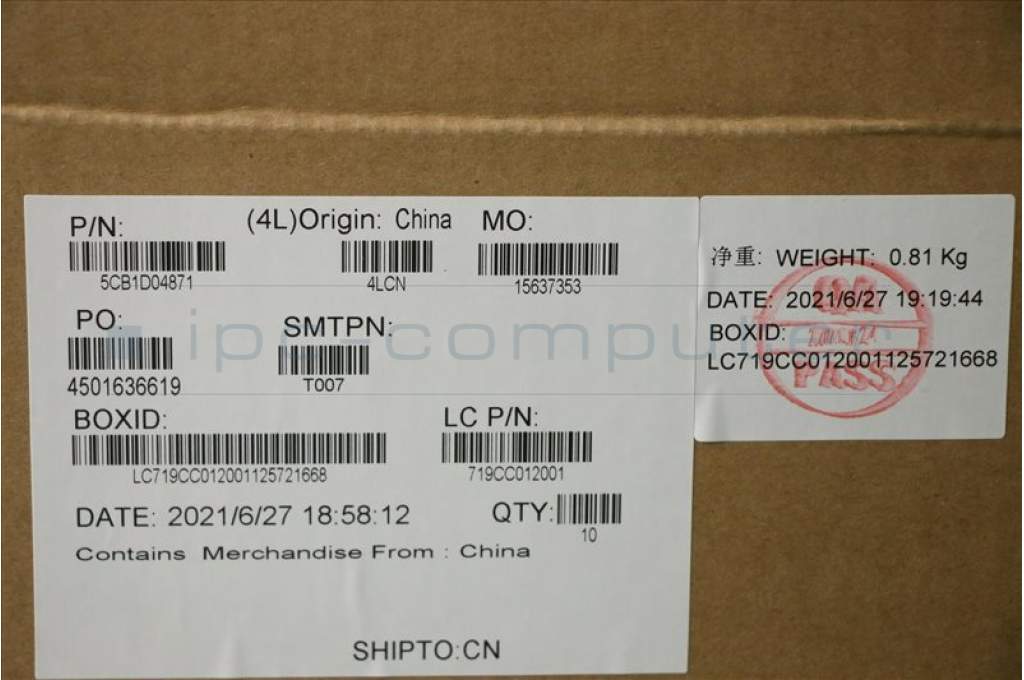 P/N:
5CB1D04871
(4L)Origin: China
4LCN
MO:
15637353
PO:
4501636619
SMTPN:
T007
BOXID:
LC719CC012001125721668
LC P/N:
719CC012001
DATE: 2021/6/27 18:58:12
QTY:
10
Contains Merchandise From : China
SHIPTO:CN
净重: WEIGHT: 0.81 Kg
DATE: 2021/6/27 19:19:44
BOXID:
LC719CC012001125721668
PASS
ipc-computer